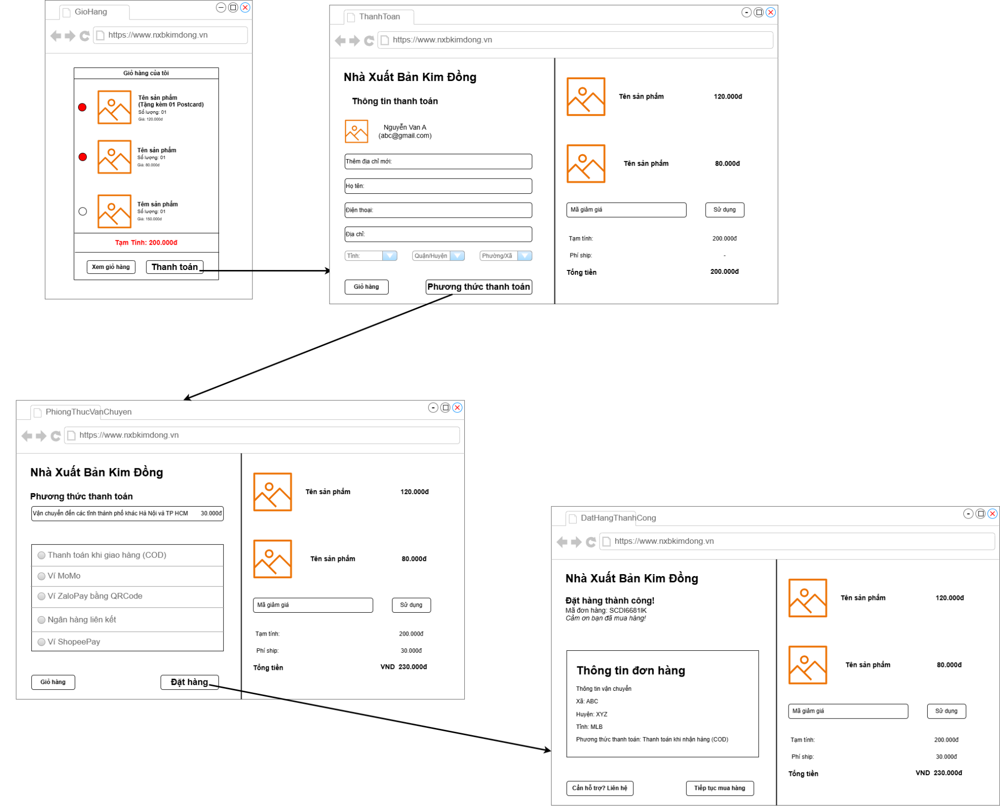 GioHang
https://www.nxbkimdong.vn
Giỏ hàng của tôi
Tên sản phẩm
(Tặng kèm 01 Postcard)
Số lượng: 01
Giá: 120.000đ
Tên sản phẩm
Số lượng: 01
Giá: 80.000đ
Têm sản phẩm
Số lượng: 01
Giá: 150.000đ
Tạm Tính: 200.000đ
Xem giỏ hàng
Thanh toán
ThanhToan
https://www.nxbkimdong.vn
Nhà Xuất Bản Kim Đồng
Thông tin thanh toán
Nguyễn Van A
(abc@gmail.com)
Thêm địa chỉ mới:
Họ tên:
Điện thoại:
Địa chỉ:
Tỉnh:
Quận/Huyện
Phường/Xã
Giỏ hàng
Phương thức thanh toán
Tên sản phẩm 120.000đ
Tên sản phẩm 80.000đ
Mã giảm giá
Sử dụng
Tạm tính: 200.000đ
Phí ship: -
Tổng tiền 200.000đ
PhiongThucVanChuyen
https://www.nxbkimdong.vn
Nhà Xuất Bản Kim Đồng
Phương thức thanh toán
Vận chuyển đến các tỉnh thành phố khác Hà Nội và TP HCM 30.000đ
Thanh toán khi giao hàng (COD)
Ví MoMo
Ví ZaloPay bằng QRCode
Ngân hàng liên kết
Ví ShopeePay
Giỏ hàng
Đặt hàng
Tên sản phẩm 120.000đ
Tên sản phẩm 80.000đ
Mã giảm giá
Sử dụng
Tạm tính: 200.000đ
Phí ship: 30.000đ
Tổng tiền VND 230.000đ
DatHangThanhCong
https://www.nxbkimdong.vn
Nhà Xuất Bản Kim Đồng
Đặt hàng thành công!
Mã đơn hàng: SCDI6681IK
Cảm ơn bạn đã mua hàng!
Thông tin đơn hàng
Thông tin vận chuyển
Xã: ABC
Huyện: XYZ
Tỉnh: MLB
Phương thức thanh toán: Thanh toán khi nhận hàng (COD)
Cần hỗ trợ? Liên hệ
Tiếp tục mua hàng
Tên sản phẩm 120.000đ
Tên sản phẩm 80.000đ
Mã giảm giá
Sử dụng
Tạm tính: 200.000đ
Phí ship: 30.000đ
Tổng tiền VND 230.000đ